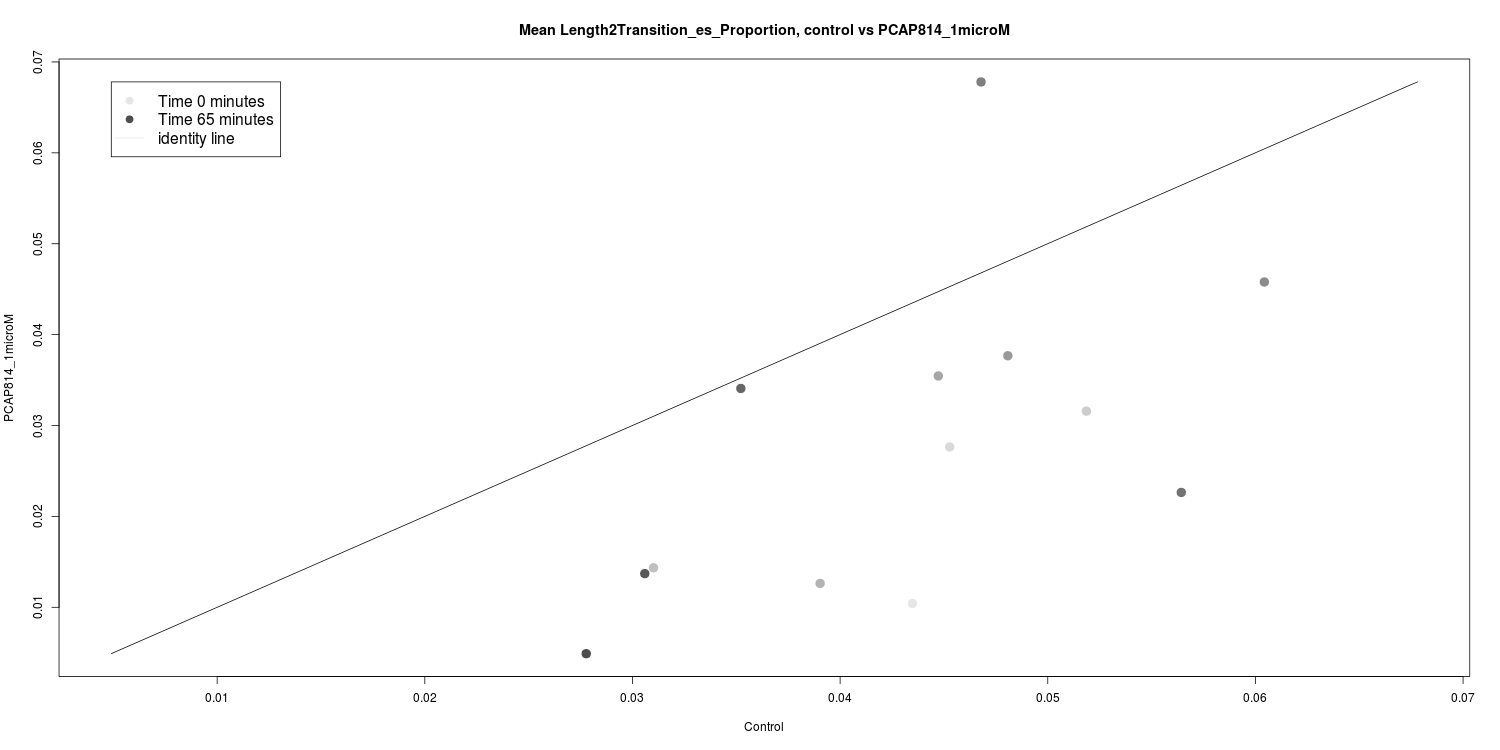 Mean Length2Transition_es_Proportion, control vs PCAP814_1microM
Time 0 minutes
Time 65 minutes
identity line
PCAP814_1microM
0.07
0.06
0.05
0.04
0.03
0.02
0.01
0.01 0.02 0.03 0.04 0.05 0.06 0.07
Control